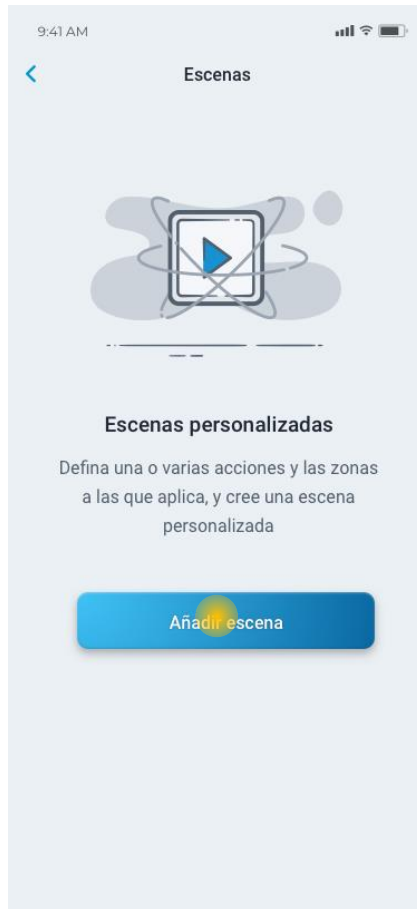 9:41 AM
Escenas
Escenas personalizadas
Defina una o varias acciones y las zonas
a las que aplica, y cree una escena
personalizada
Añadir escena